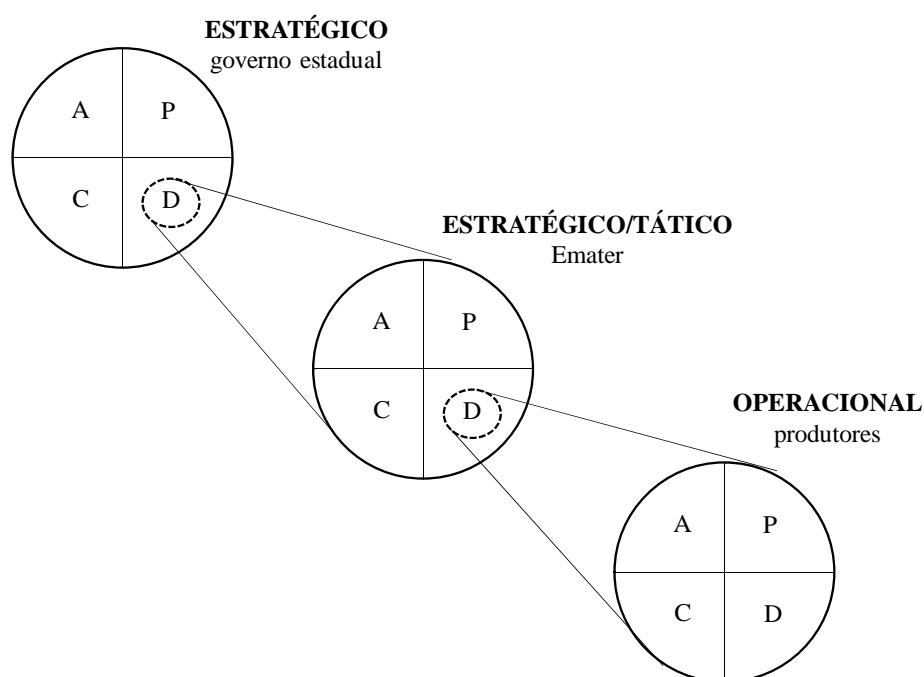 ESTRATÉGICO
governo estadual
A P
C D
ESTRATÉGICO/TÁTICO
Emater
A P
C D
OPERACIONAL
produtores
A P
C D